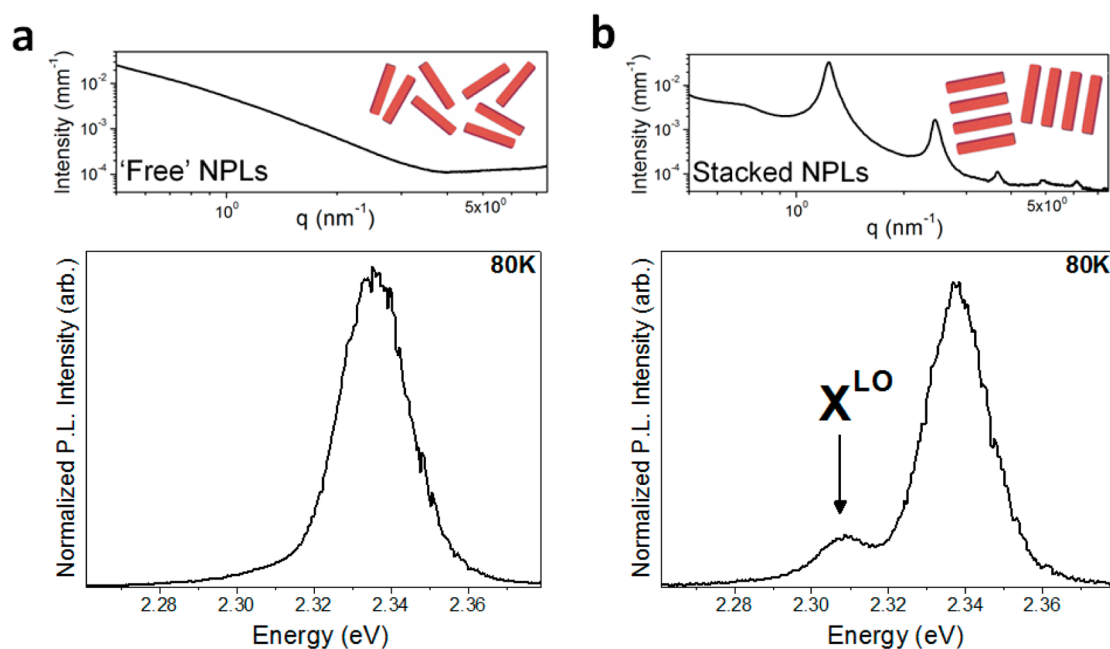 a
Intensity (mm⁻¹)
10⁻²
10⁻³
10⁻⁴
'Free' NPLs
10⁰
5x10⁰
q (nm⁻¹)
80K
Normalized P.L. Intensity (arb.)
2.28
2.30
2.32
2.34
2.36
Energy (eV)
b
Intensity (mm⁻¹)
10⁻²
10⁻³
10⁻⁴
Stacked NPLs
10⁰
5x10⁰
q (nm⁻¹)
80K
X^LO
Normalized P.L. Intensity (arb.)
2.28
2.30
2.32
2.34
2.36
Energy (eV)